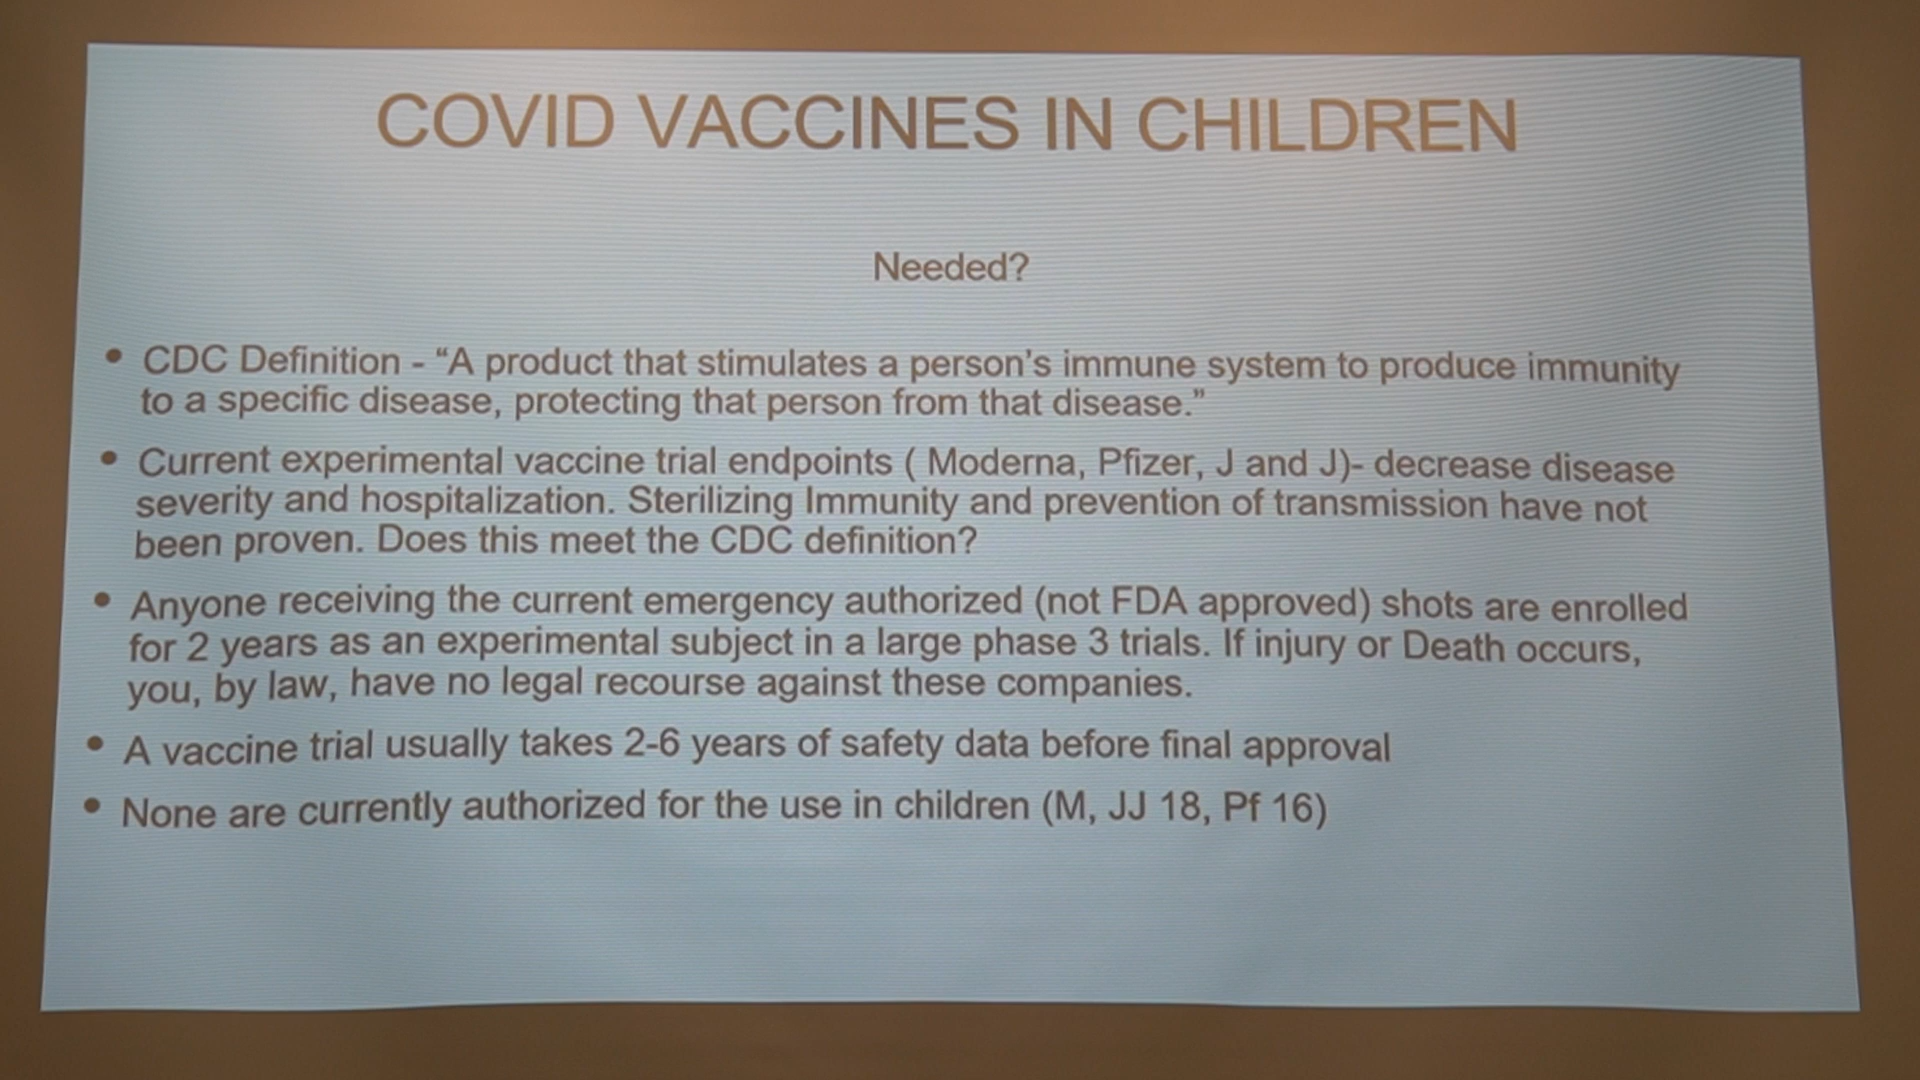 COVID VACCINES IN CHILDREN
Needed?
• CDC Definition - “A product that stimulates a person’s immune system to produce immunity
to a specific disease, protecting that person from that disease.”
• Current experimental vaccine trial endpoints ( Moderna, Pfizer, J and J)- decrease disease
severity and hospitalization. Sterilizing Immunity and prevention of transmission have not
been proven. Does this meet the CDC definition?
• Anyone receiving the current emergency authorized (not FDA approved) shots are enrolled
for 2 years as an experimental subject in a large phase 3 trials. If injury or Death occurs,
you, by law, have no legal recourse against these companies.
• A vaccine trial usually takes 2-6 years of safety data before final approval
• None are currently authorized for the use in children (M, JJ 18, Pf 16)